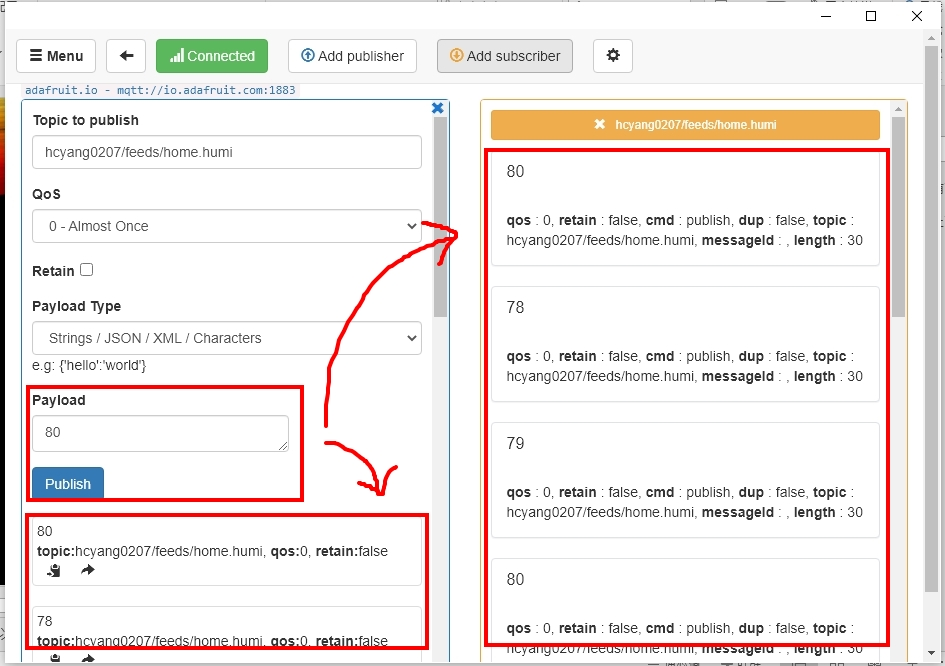 Menu
Connected
Add publisher
Add subscriber
adafruit.io - mqtt://io.adafruit.com:1883
Topic to publish
hcyang0207/feeds/home.humi
QoS
0 - Almost Once
Retain
Payload Type
Strings / JSON / XML / Characters
e.g: {'hello':'world'}
Payload
80
Publish
80
topic:hcyang0207/feeds/home.humi, qos:0, retain:false
78
topic:hcyang0207/feeds/home.humi, qos:0, retain:false
hcyang0207/feeds/home.humi
80
qos : 0, retain : false, cmd : publish, dup : false, topic :
hcyang0207/feeds/home.humi, messageId : , length : 30
78
qos : 0, retain : false, cmd : publish, dup : false, topic :
hcyang0207/feeds/home.humi, messageId : , length : 30
79
qos : 0, retain : false, cmd : publish, dup : false, topic :
hcyang0207/feeds/home.humi, messageId : , length : 30
80
qos : 0, retain : false, cmd : publish, dup : false, topic :
hcyang0207/feeds/home.humi, messageId : , length : 30